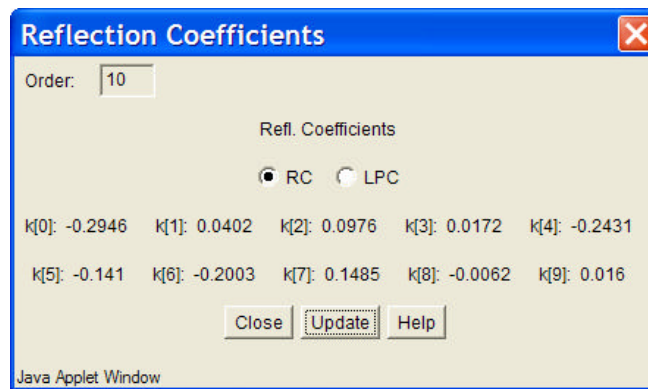 Reflection Coefficients
Order: 10
Refl. Coefficients
RC LPC
k[0]: -0.2946 k[1]: 0.0402 k[2]: 0.0976 k[3]: 0.0172 k[4]: -0.2431
k[5]: -0.141 k[6]: -0.2003 k[7]: 0.1485 k[8]: -0.0062 k[9]: 0.016
Close Update Help
Java Applet Window